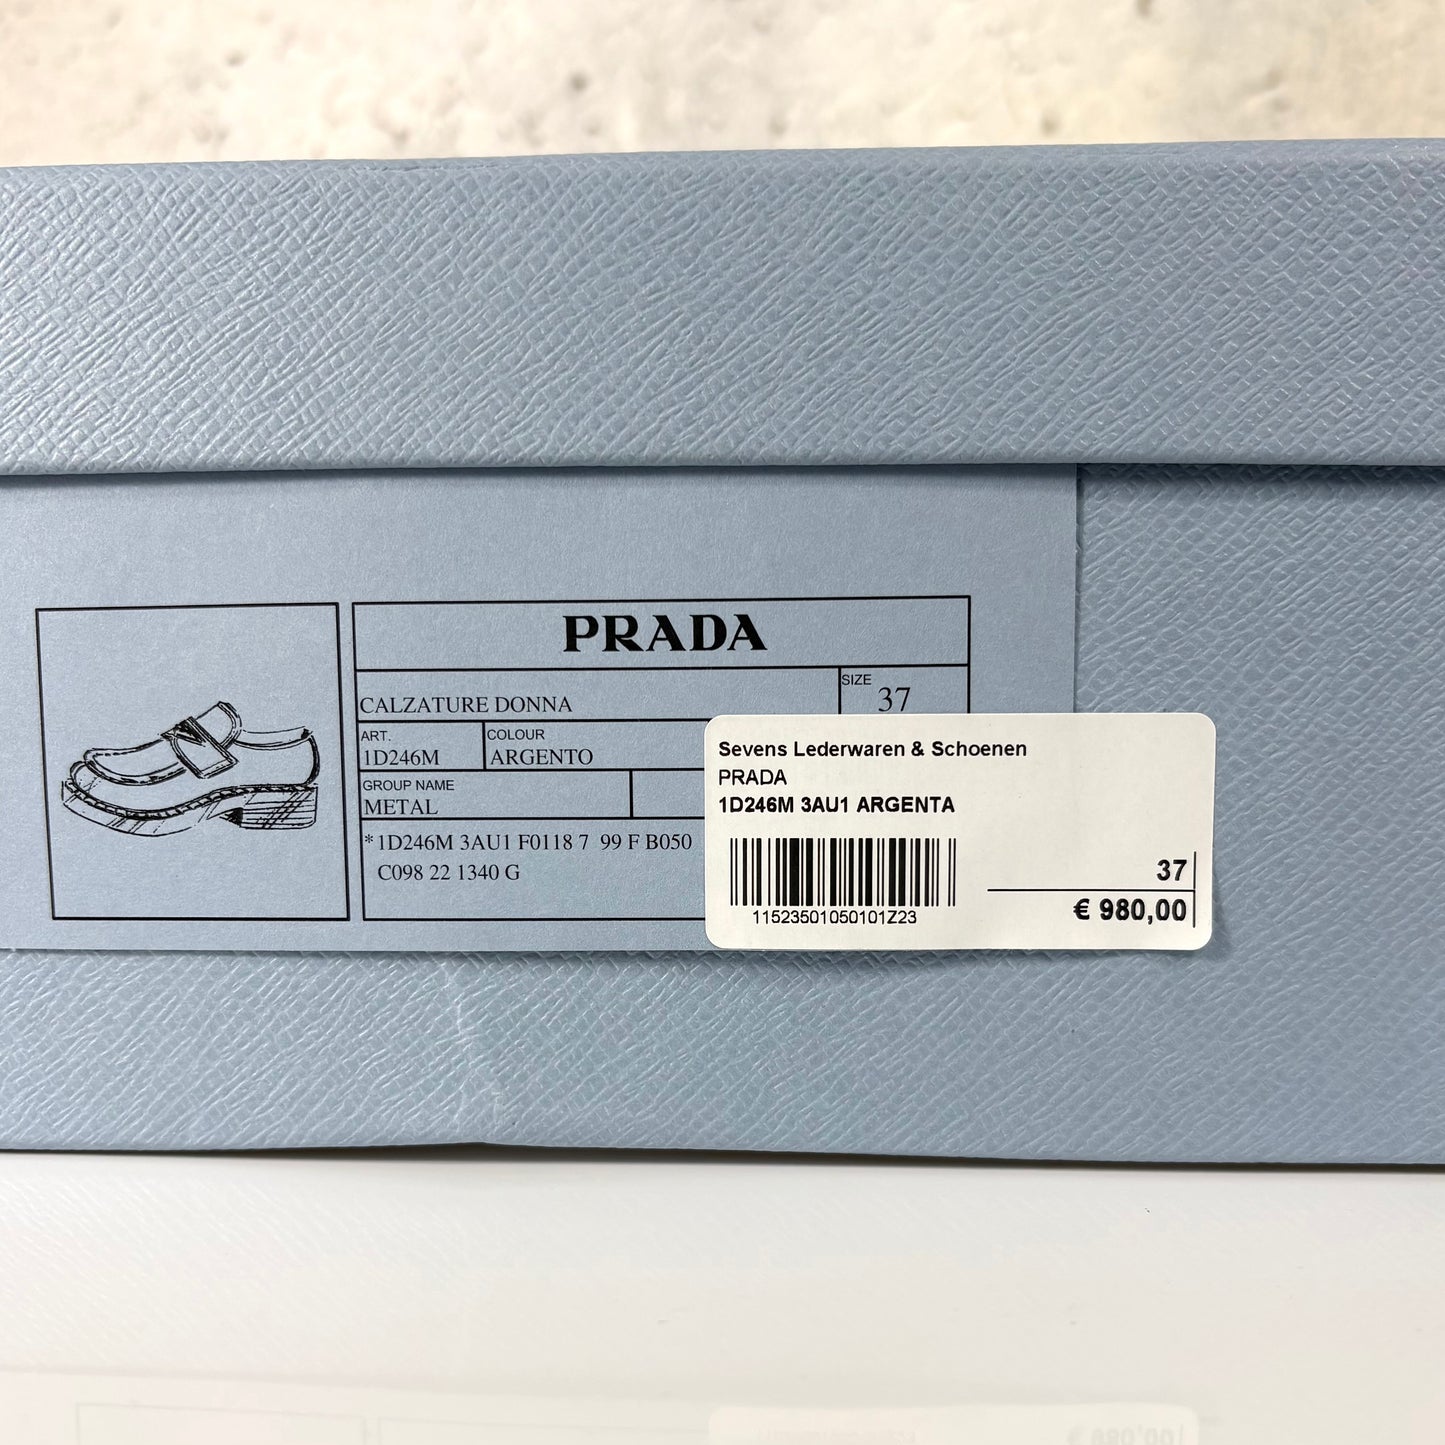 PRADA
CALZATURE DONNA
SIZE
37
ART.
1D246M
COLOUR
ARGENTO
GROUP NAME
METAL
*1D246M 3AU1 F0118 7 99 F B050
C098 22 1340 G
Sevens Lederwaren & Schoenen
PRADA
1D246M 3AU1 ARGENTA
11523501050101Z23
37
€ 980,00